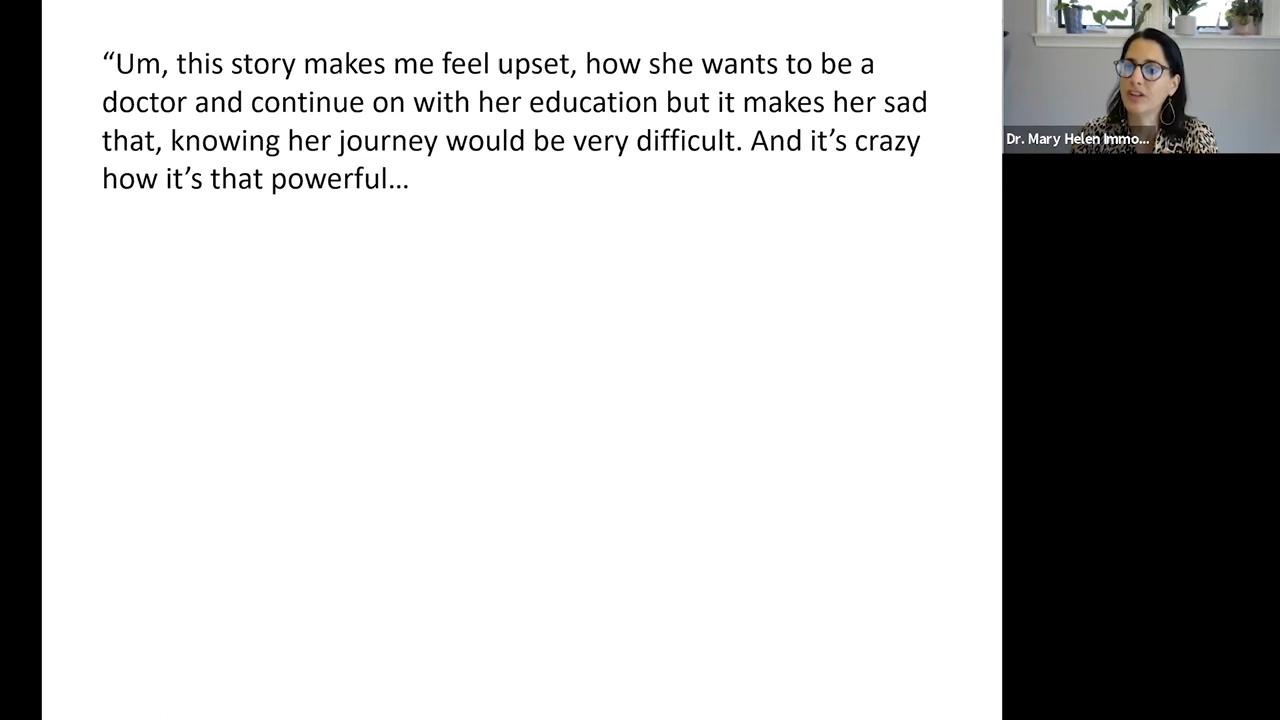 “Um, this story makes me feel upset, how she wants to be a
doctor and continue on with her education but it makes her sad
that, knowing her journey would be very difficult. And it’s crazy
how it’s that powerful…
Dr. Mary Helen Immo...